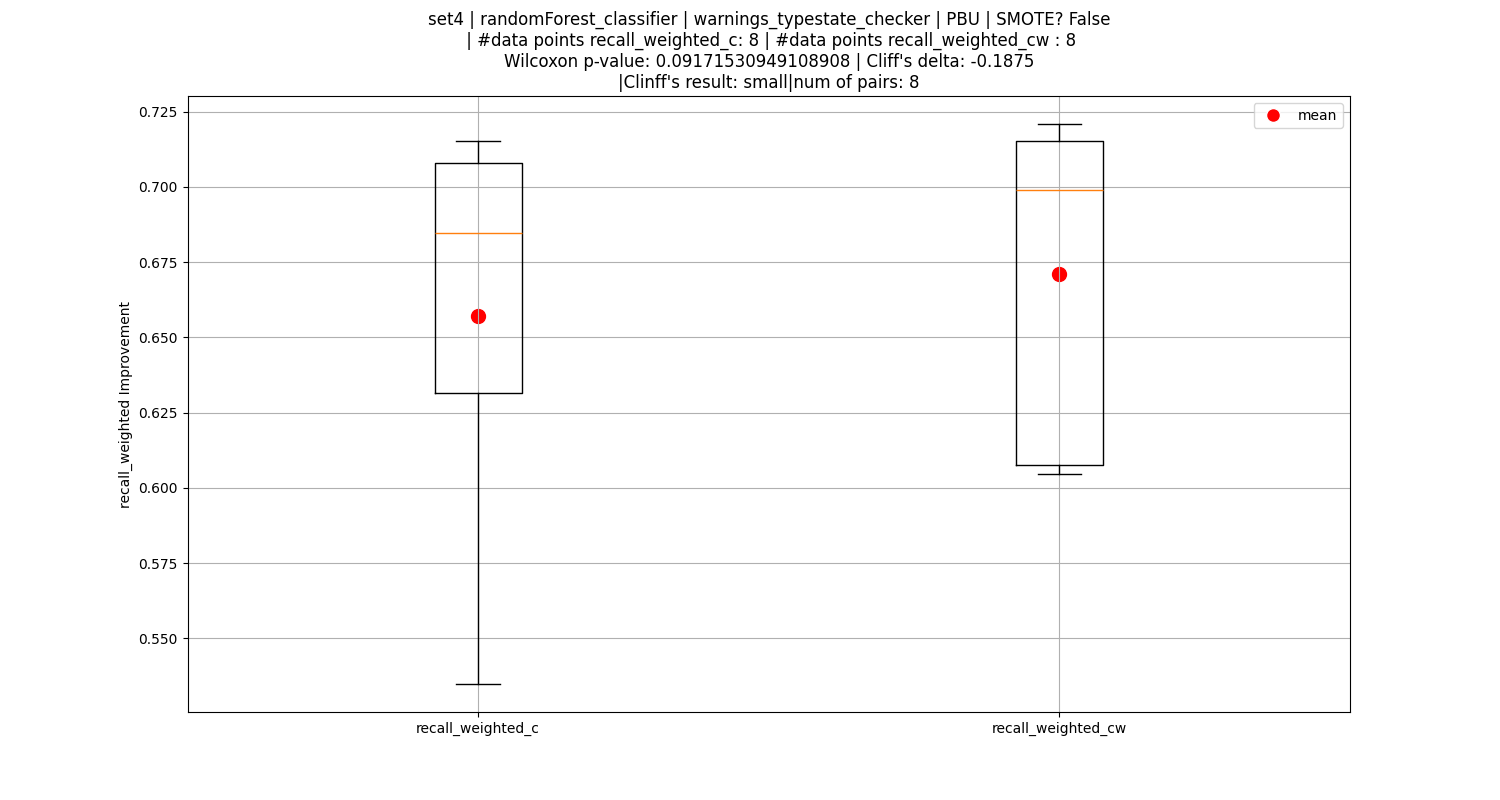 set4 | randomForest_classifier | warnings_typestate_checker | PBU | SMOTE? False
| #data points recall_weighted_c: 8 | #data points recall_weighted_cw : 8
Wilcoxon p-value: 0.09171530949108908 | Cliff's delta: -0.1875
|Clinff's result: small|num of pairs: 8
mean
0.725
0.700
0.675
0.650
0.625
0.600
0.575
0.550
recall_weighted Improvement
recall_weighted_c
recall_weighted_cw